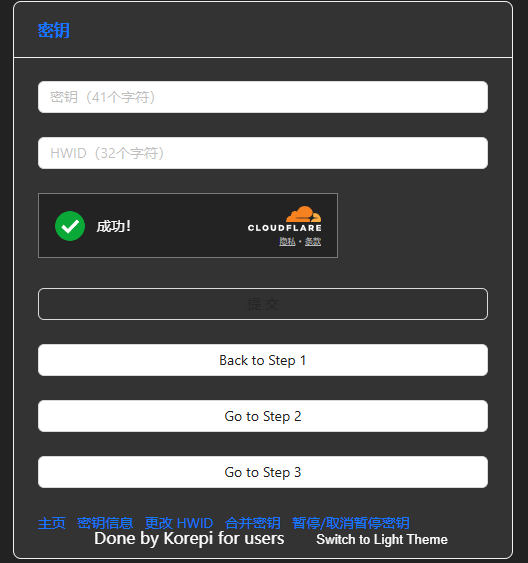 密钥
密钥（41个字符）
HWID（32个字符）
成功！
CLOUDFLARE
隐私 • 条款
提 交
Back to Step 1
Go to Step 2
Go to Step 3
主页 密钥信息 更改 HWID 合并密钥 暂停/取消暂停密钥
Done by Korepi for users Switch to Light Theme